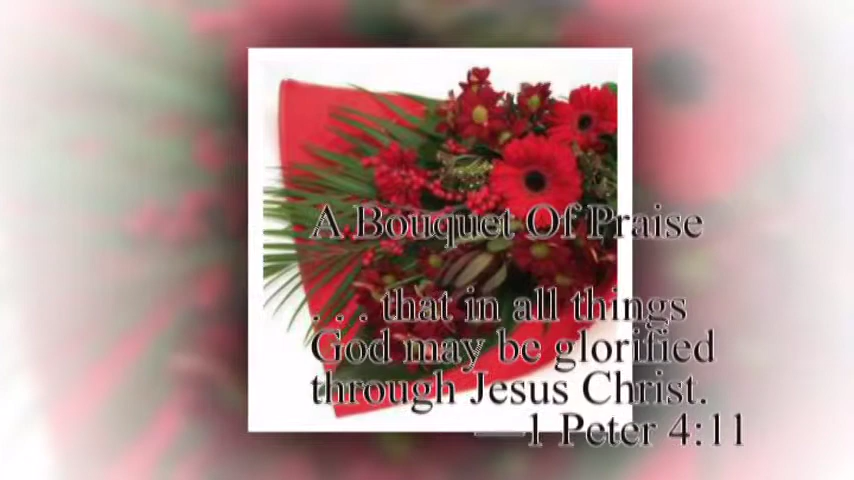 A Bouquet Of Praise
. . . that in all things
God may be glorified
through Jesus Christ.
—1 Peter 4:11